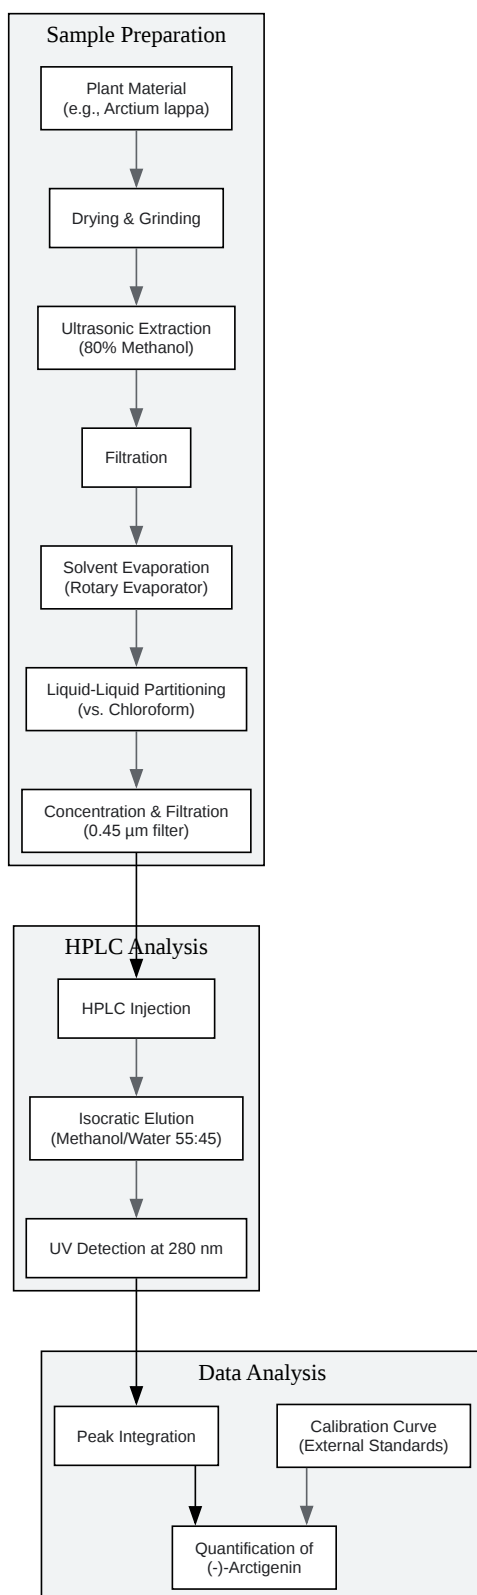 Sample Preparation
Plant Material
(e.g., Arctium lappa)
Drying & Grinding
Ultrasonic Extraction
(80% Methanol)
Filtration
Solvent Evaporation
(Rotary Evaporator)
Liquid-Liquid Partitioning
(vs. Chloroform)
Concentration & Filtration
(0.45 µm filter)
HPLC Analysis
HPLC Injection
Isocratic Elution
(Methanol/Water 55:45)
UV Detection at 280 nm
Data Analysis
Peak Integration
Calibration Curve
(External Standards)
Quantification of
(-)-Arctigenin